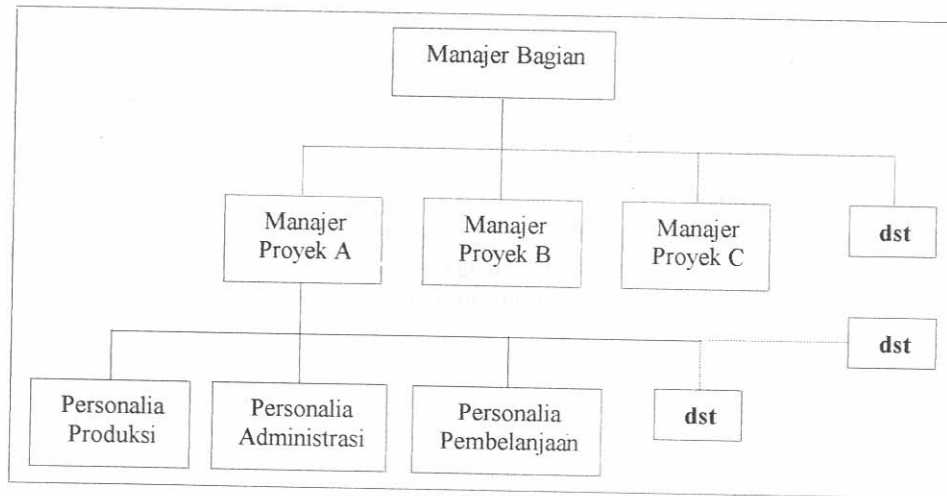 Manajer Bagian
Manajer
Proyek A
Manajer
Proyek B
Manajer
Proyek C
dst
dst
Personalia
Produksi
Personalia
Administrasi
Personalia
Pembelanjaan
dst